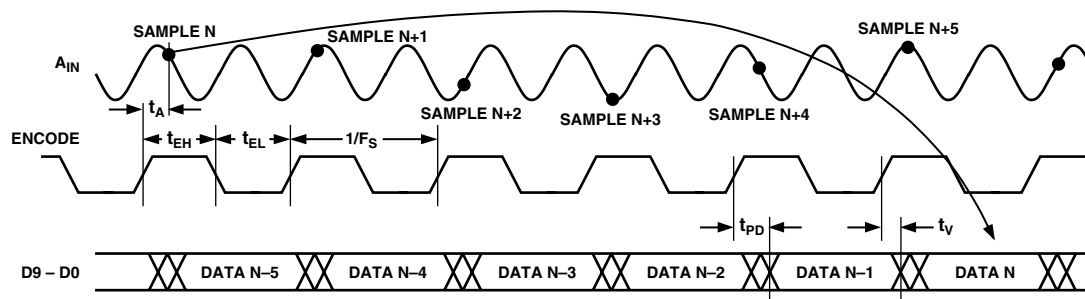 SAMPLE N
SAMPLE N+1
SAMPLE N+5
AIN
SAMPLE N+2
SAMPLE N+3
SAMPLE N+4
tA
ENCODE
tEH
tEL
1/FS
tPD
tV
D9 – D0
DATA N–5
DATA N–4
DATA N–3
DATA N–2
DATA N–1
DATA N